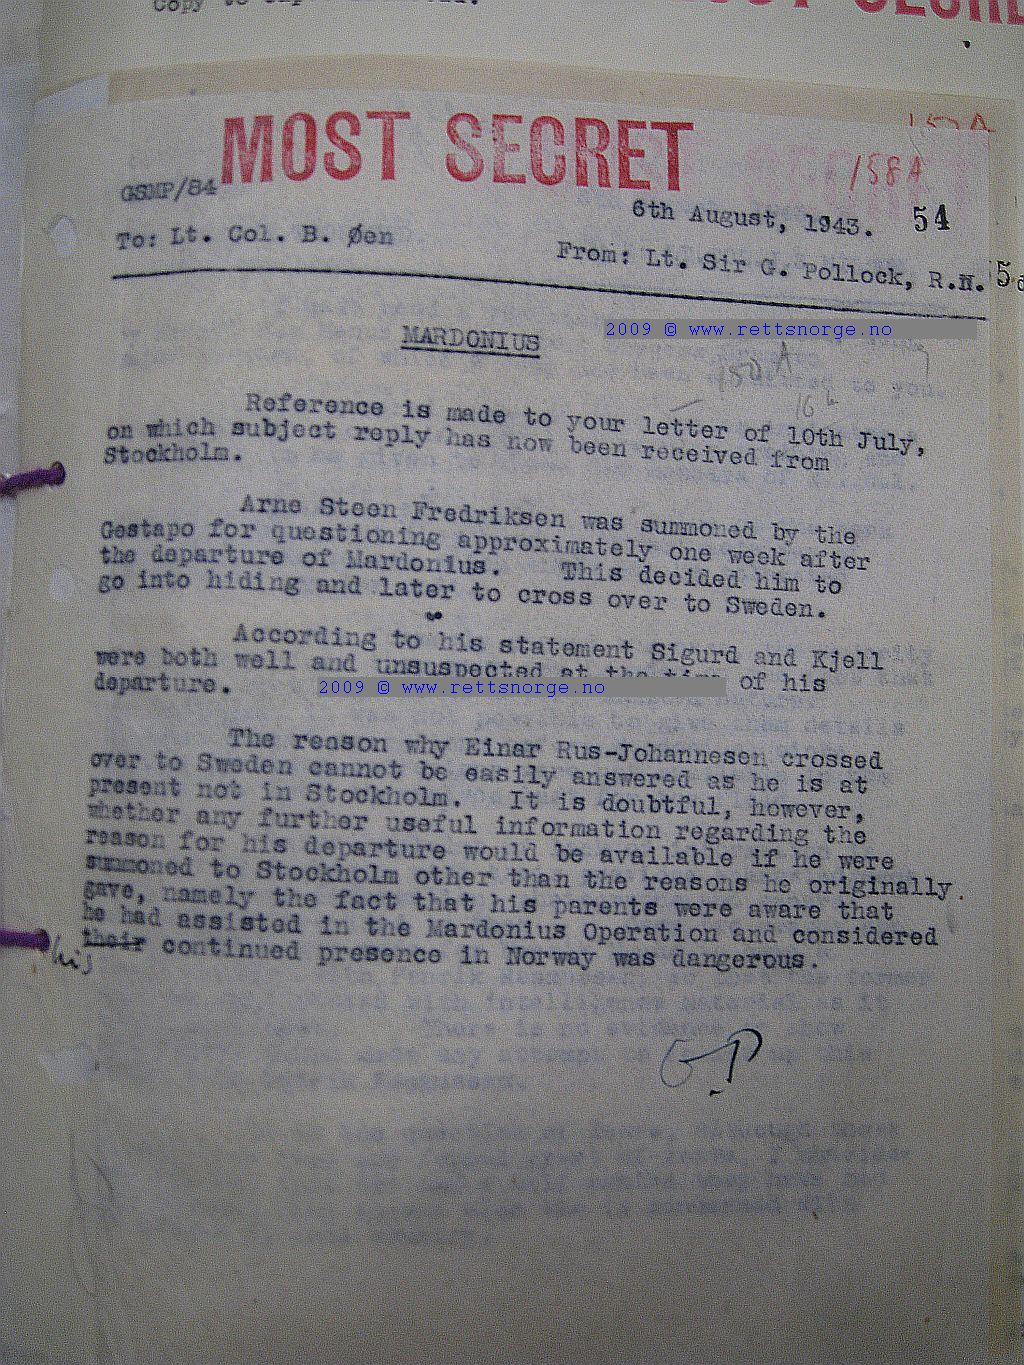 MOST SECRET
158A
GSMP/84
6th August, 1943. 54
To: Lt. Col. B. Øen
From: Lt. Sir G. Pollock, R.N. 5
MARDONIUS
2009 © www.rettsnorge.no
Reference is made to your letter of 10th July,
on which subject reply has now been received from
Stockholm.
Arne Steen Fredriksen was summoned by the
Gestapo for questioning approximately one week after
the departure of Mardonius. This decided him to
go into hiding and later to cross over to Sweden.
According to his statement Sigurd and Kjell
were both well and unsuspected at the time of his
departure.
2009 © www.rettsnorge.no
The reason why Einar Rus-Johannesen crossed
over to Sweden cannot be easily answered as he is at
present not in Stockholm. It is doubtful, however,
whether any further useful information regarding the
reason for his departure would be available if he were
summoned to Stockholm other than the reasons he originally.
gave, namely the fact that his parents were aware that
he had assisted in the Mardonius Operation and considered
his their continued presence in Norway was dangerous.
GP